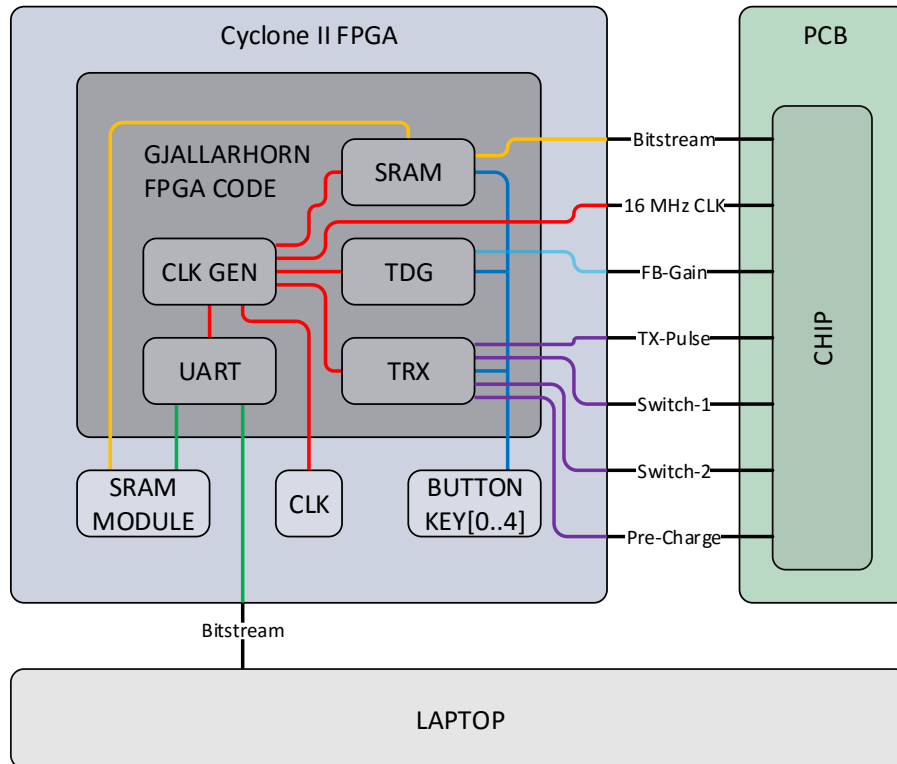 Cyclone II FPGA
PCB
GJALLARHORN
FPGA CODE
SRAM
CLK GEN
TDG
UART
TRX
SRAM
MODULE
CLK
BUTTON
KEY[0..4]
Bitstream
16 MHz CLK
FB-Gain
TX-Pulse
Switch-1
Switch-2
Pre-Charge
CHIP
Bitstream
LAPTOP